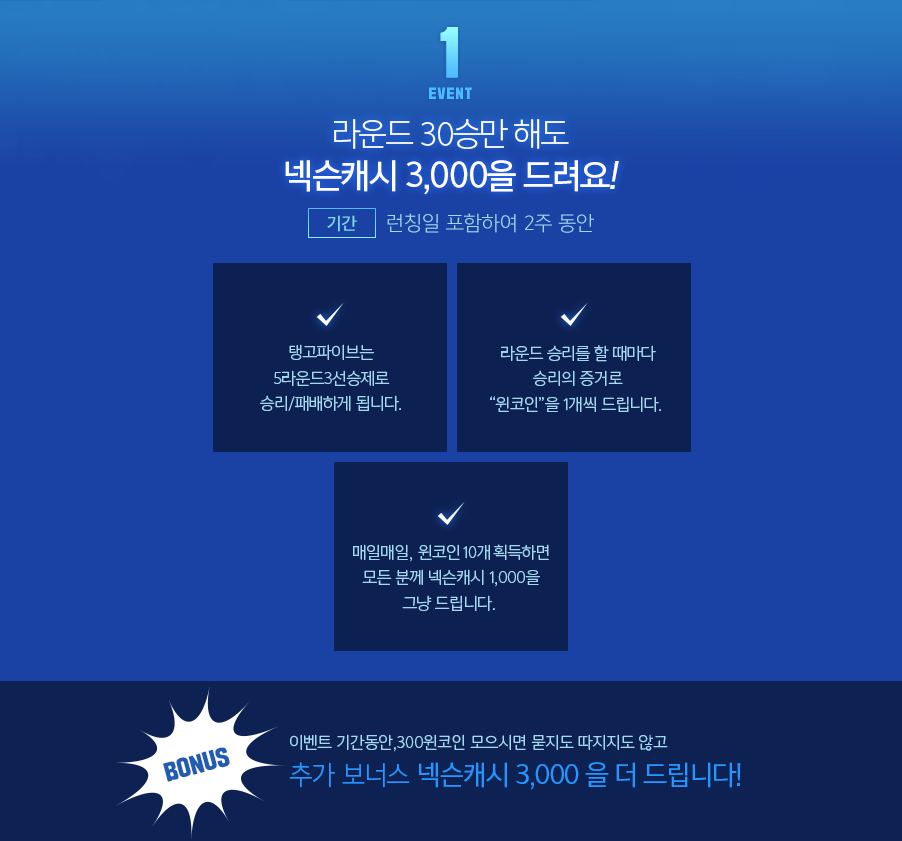 1
EVENT
라운드 30승만 해도
넥슨캐시 3,000을 드려요!
기간 런칭일 포함하여 2주 동안
탱고파이브는
5라운드3선승제로
승리/패배하게 됩니다.
라운드 승리를 할 때마다
승리의 증거로
“윈코인”을 1개씩 드립니다.
매일매일, 윈코인 10개 획득하면
모든 분께 넥슨캐시 1,000을
그냥 드립니다.
BONUS
이벤트 기간동안,300윈코인 모으시면 묻지도 따지지도 않고
추가 보너스 넥슨캐시 3,000 을 더 드립니다!